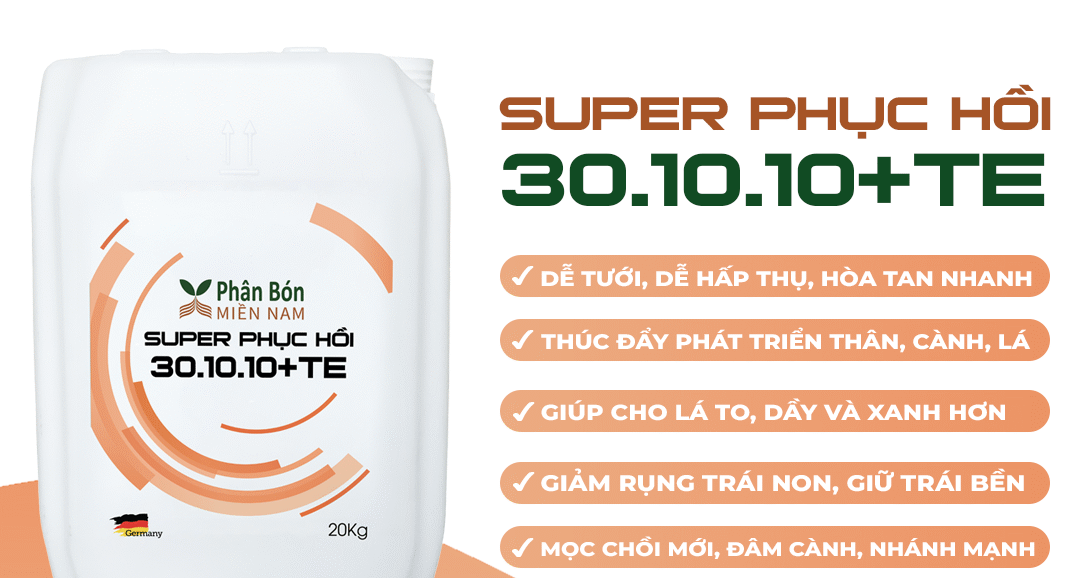 SUPER PHỤC HỒI
30.10.10+TE
✓ DỄ TƯỚI, DỄ HẤP THỤ, HÒA TAN NHANH
✓ THÚC ĐẨY PHÁT TRIỂN THÂN, CÀNH, LÁ
✓ GIÚP CHO LÁ TO, DẦY VÀ XANH HƠN
✓ GIẢM RỤNG TRÁI NON, GIỮ TRÁI BỀN
✓ MỌC CHỒI MỚI, ĐÂM CÀNH, NHÁNH MẠNH
Phân Bón
MIỀN NAM
SUPER PHỤC HỒI
30.10.10+TE
Germany
20Kg